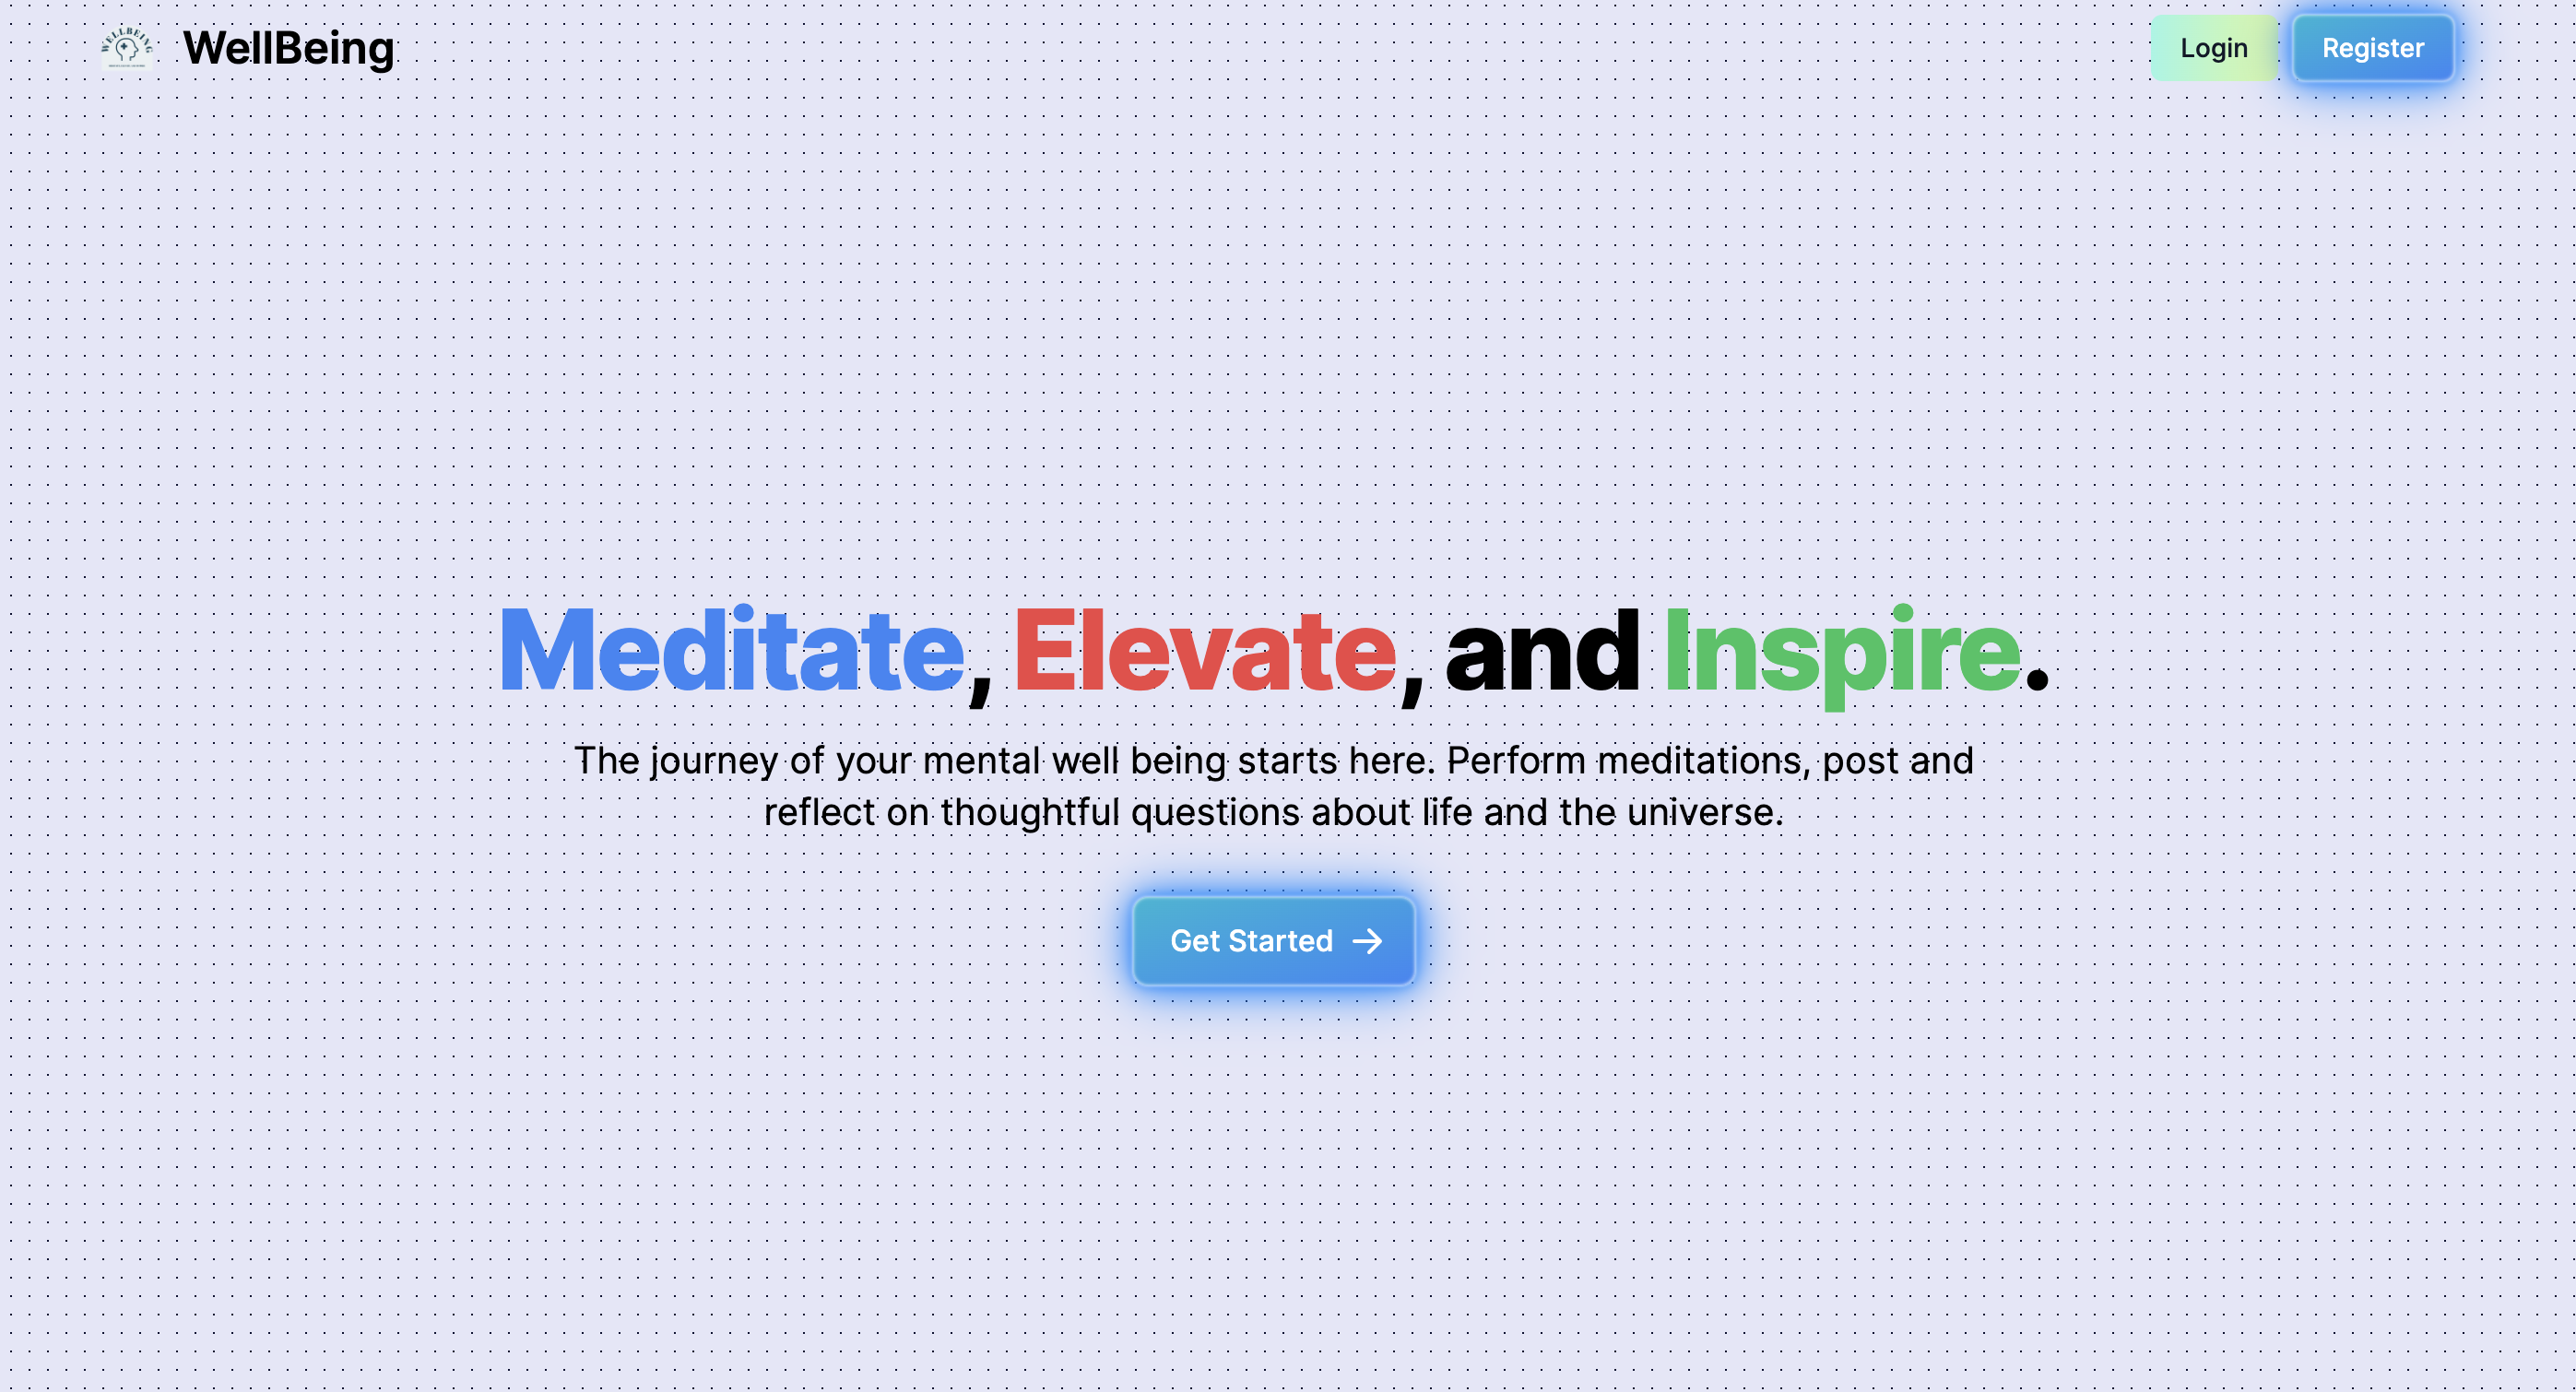 WELLBEING
WellBeing
Login
Register
Meditate, Elevate, and Inspire.
The journey of your mental well being starts here. Perform meditations, post and
reflect on thoughtful questions about life and the universe.
Get Started